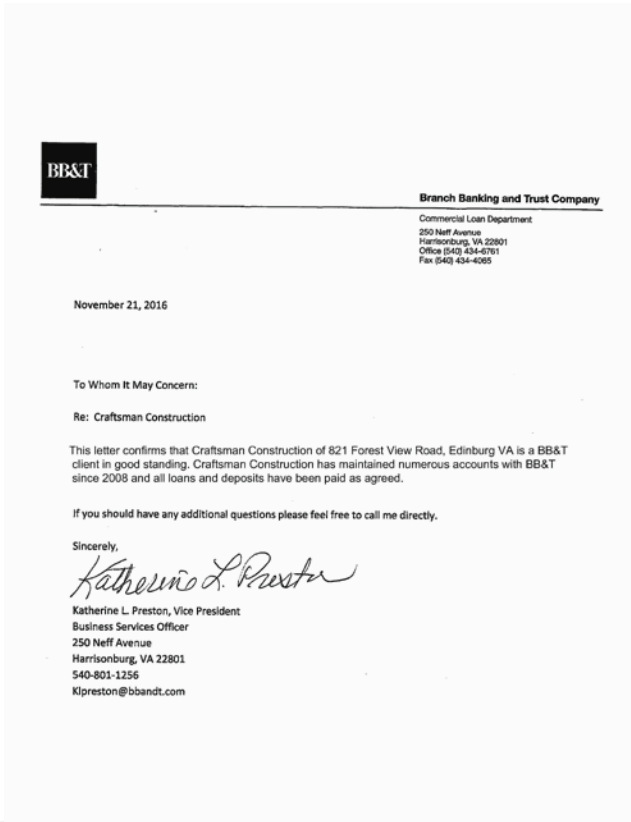 BB&T
Branch Banking and Trust Company
Commercial Loan Department
250 Neff Avenue
Harrisonburg, VA 22801
Office (540) 434-6761
Fax (540) 434-4065
November 21, 2016
To Whom It May Concern:
Re: Craftsman Construction
This letter confirms that Craftsman Construction of 821 Forest View Road, Edinburg VA is a BB&T
client in good standing. Craftsman Construction has maintained numerous accounts with BB&T
since 2008 and all loans and deposits have been paid as agreed.
If you should have any additional questions please feel free to call me directly.
Sincerely,
Katherine L. Preston
Katherine L. Preston, Vice President
Business Services Officer
250 Neff Avenue
Harrisonburg, VA 22801
540-801-1256
Klpreston@bbandt.com